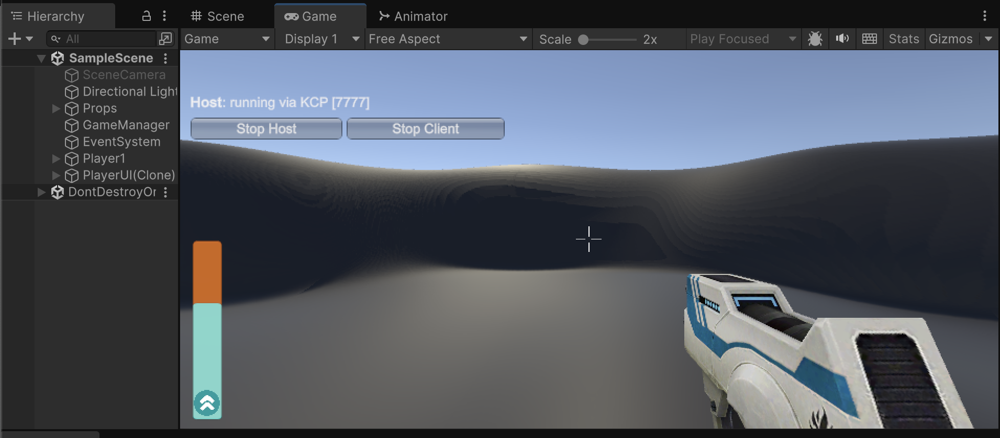 Hierarchy
Scene
Game
Animator
All
Game
Display 1
Free Aspect
Scale
2x
Play Focused
Stats
Gizmos
SampleScene
SceneCamera
Directional Light
Props
GameManager
EventSystem
Player1
PlayerUI(Clone)
DontDestroyOr
Host: running via KCP [7777]
Stop Host
Stop Client